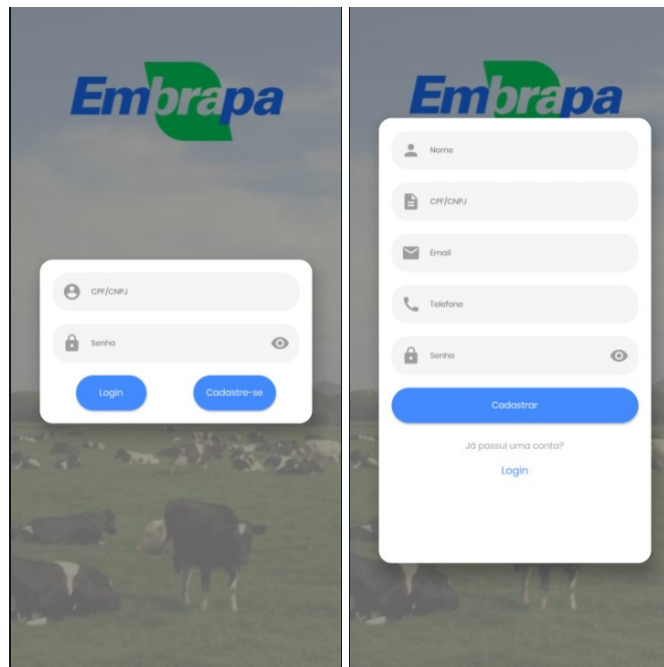 Embrapa
CPF/CNPJ
Senha
Login
Cadastre-se
Embrapa
Nome
CPF/CNPJ
Email
Telefone
Senha
Cadastrar
Já possui uma conta?
Login